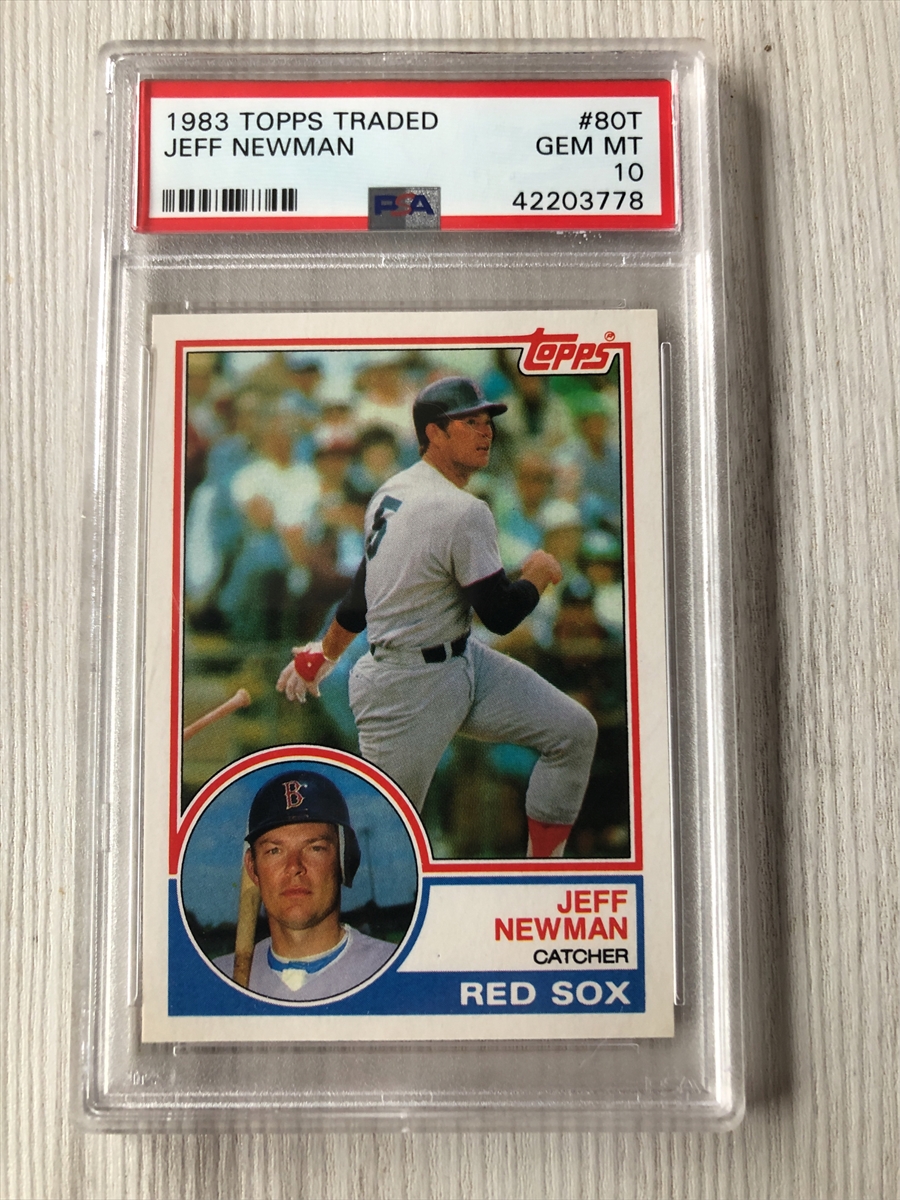 1983 TOPPS TRADED #80T
JEFF NEWMAN GEM MT
10
PSA 42203778
TOPPS
5
B
JEFF
NEWMAN
CATCHER
RED SOX